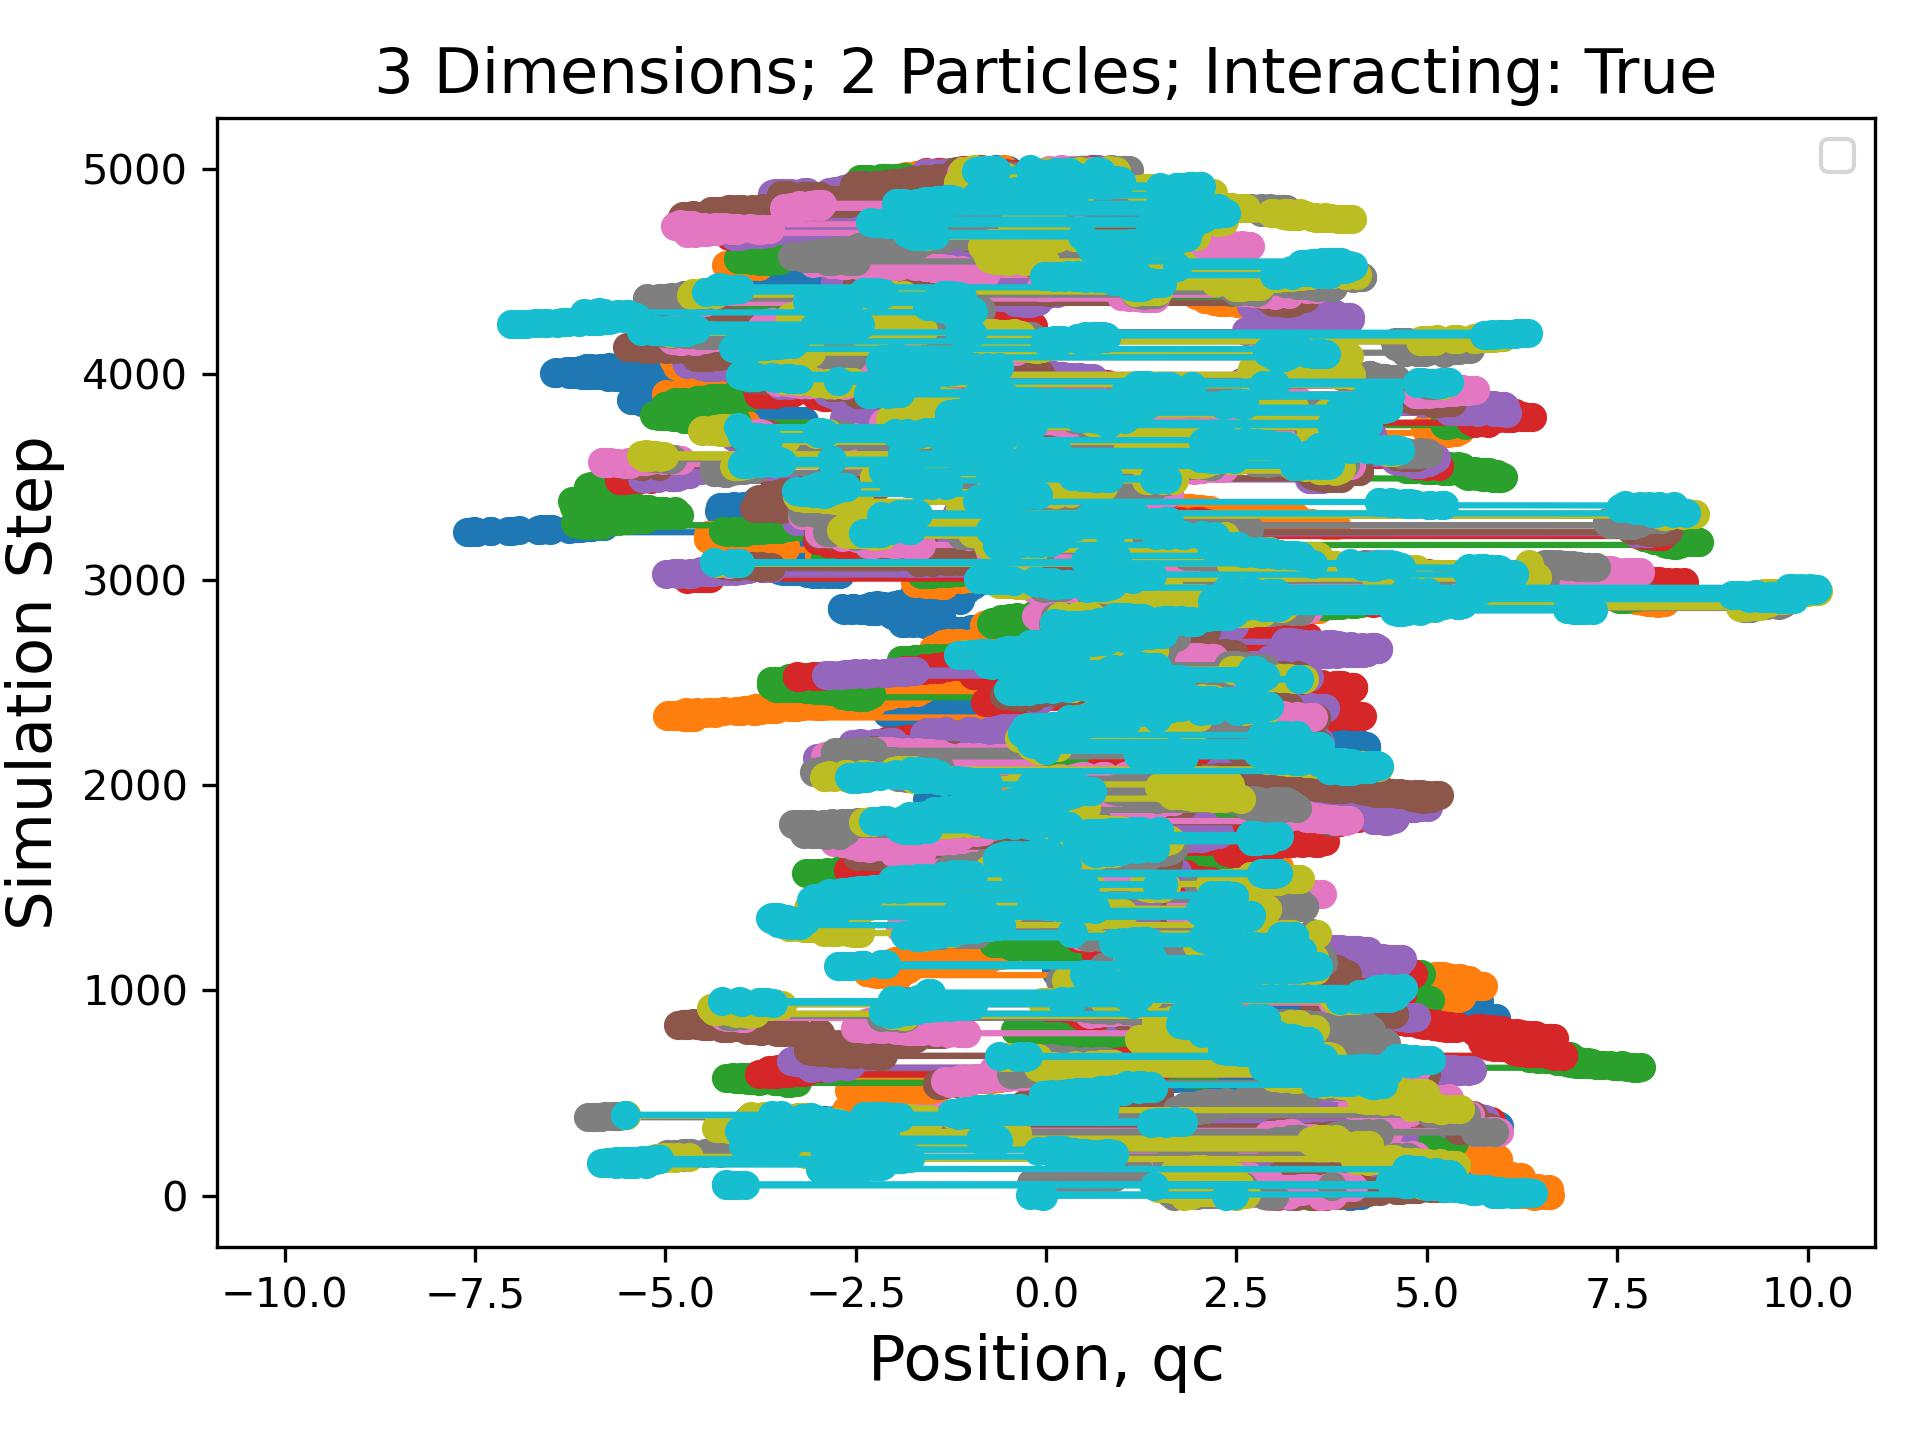 3 Dimensions; 2 Particles; Interacting: True
5000
4000
3000
2000
1000
0
Simulation Step
−10.0 −7.5 −5.0 −2.5 0.0 2.5 5.0 7.5 10.0
Position, qc